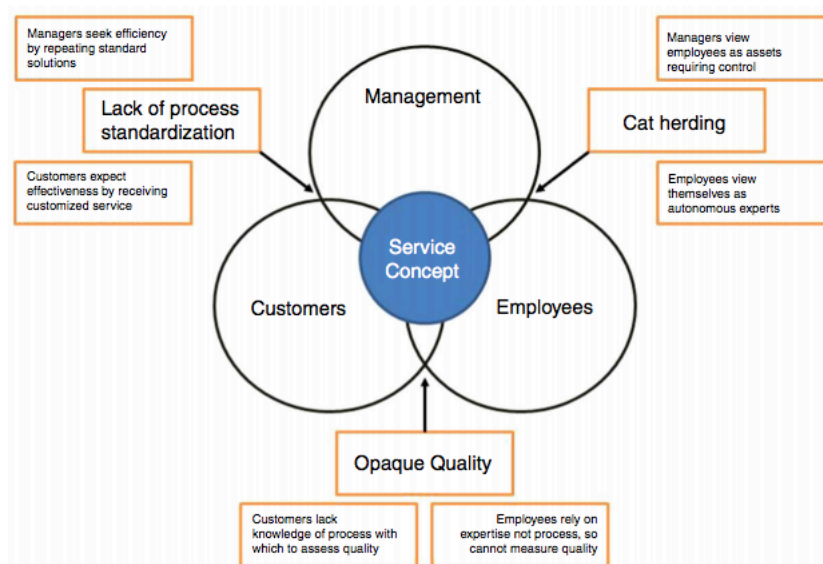 Managers seek efficiency
by repeating standard
solutions
Managers view
employees as assets
requiring control
Management
Lack of process
standardization
Cat herding
Customers expect
effectiveness by receiving
customized service
Employees view
themselves as
autonomous experts
Service
Concept
Customers
Employees
Opaque Quality
Customers lack
knowledge of process with
which to assess quality
Employees rely on
expertise not process, so
cannot measure quality